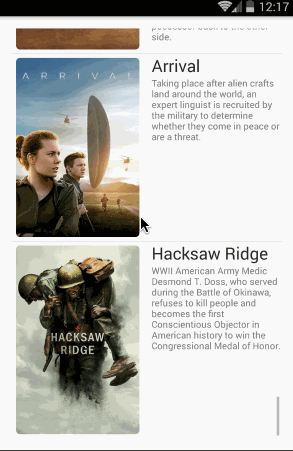 12:17
possessor back to the other
side.
Arrival
Taking place after alien crafts
land around the world, an
expert linguist is recruited by
the military to determine
whether they come in peace or
are a threat.
ARRIVAL
Hacksaw Ridge
WWII American Army Medic
Desmond T. Doss, who served
during the Battle of Okinawa,
refuses to kill people and
becomes the first
Conscientious Objector in
American history to win the
Congressional Medal of Honor.
HACKSAW
RIDGE